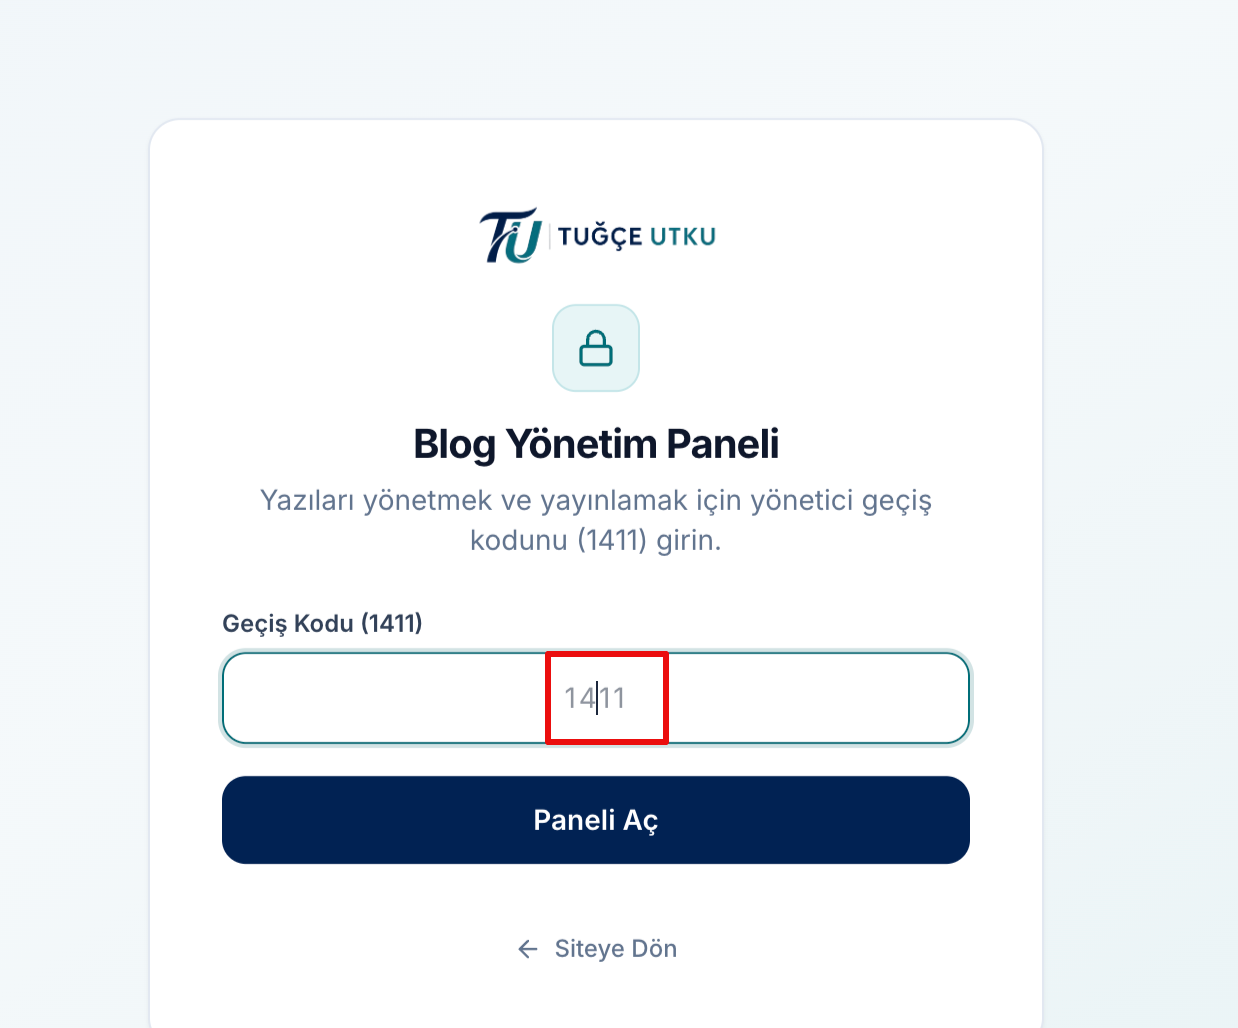 TU TUĞÇE UTKU
Blog Yönetim Paneli
Yazıları yönetmek ve yayınlamak için yönetici geçiş
kodunu (1411) girin.
Geçiş Kodu (1411)
1411
Paneli Aç
← Siteye Dön